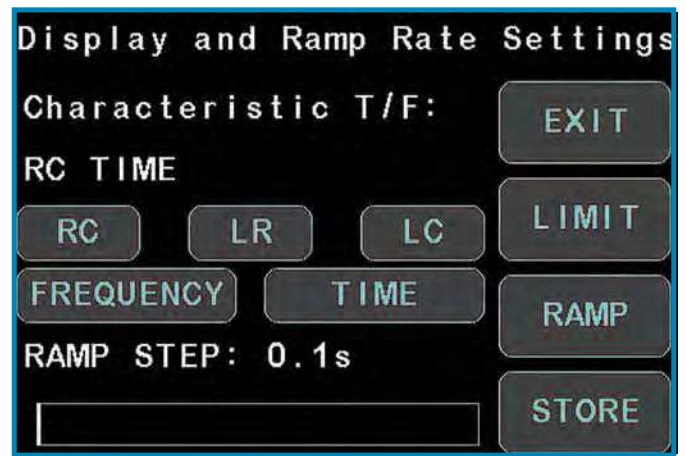 Display and Ramp Rate Settings
Characteristic T/F:
EXIT
RC TIME
RC LR LC
LIMIT
FREQUENCY TIME
RAMP
RAMP STEP: 0.1s
STORE